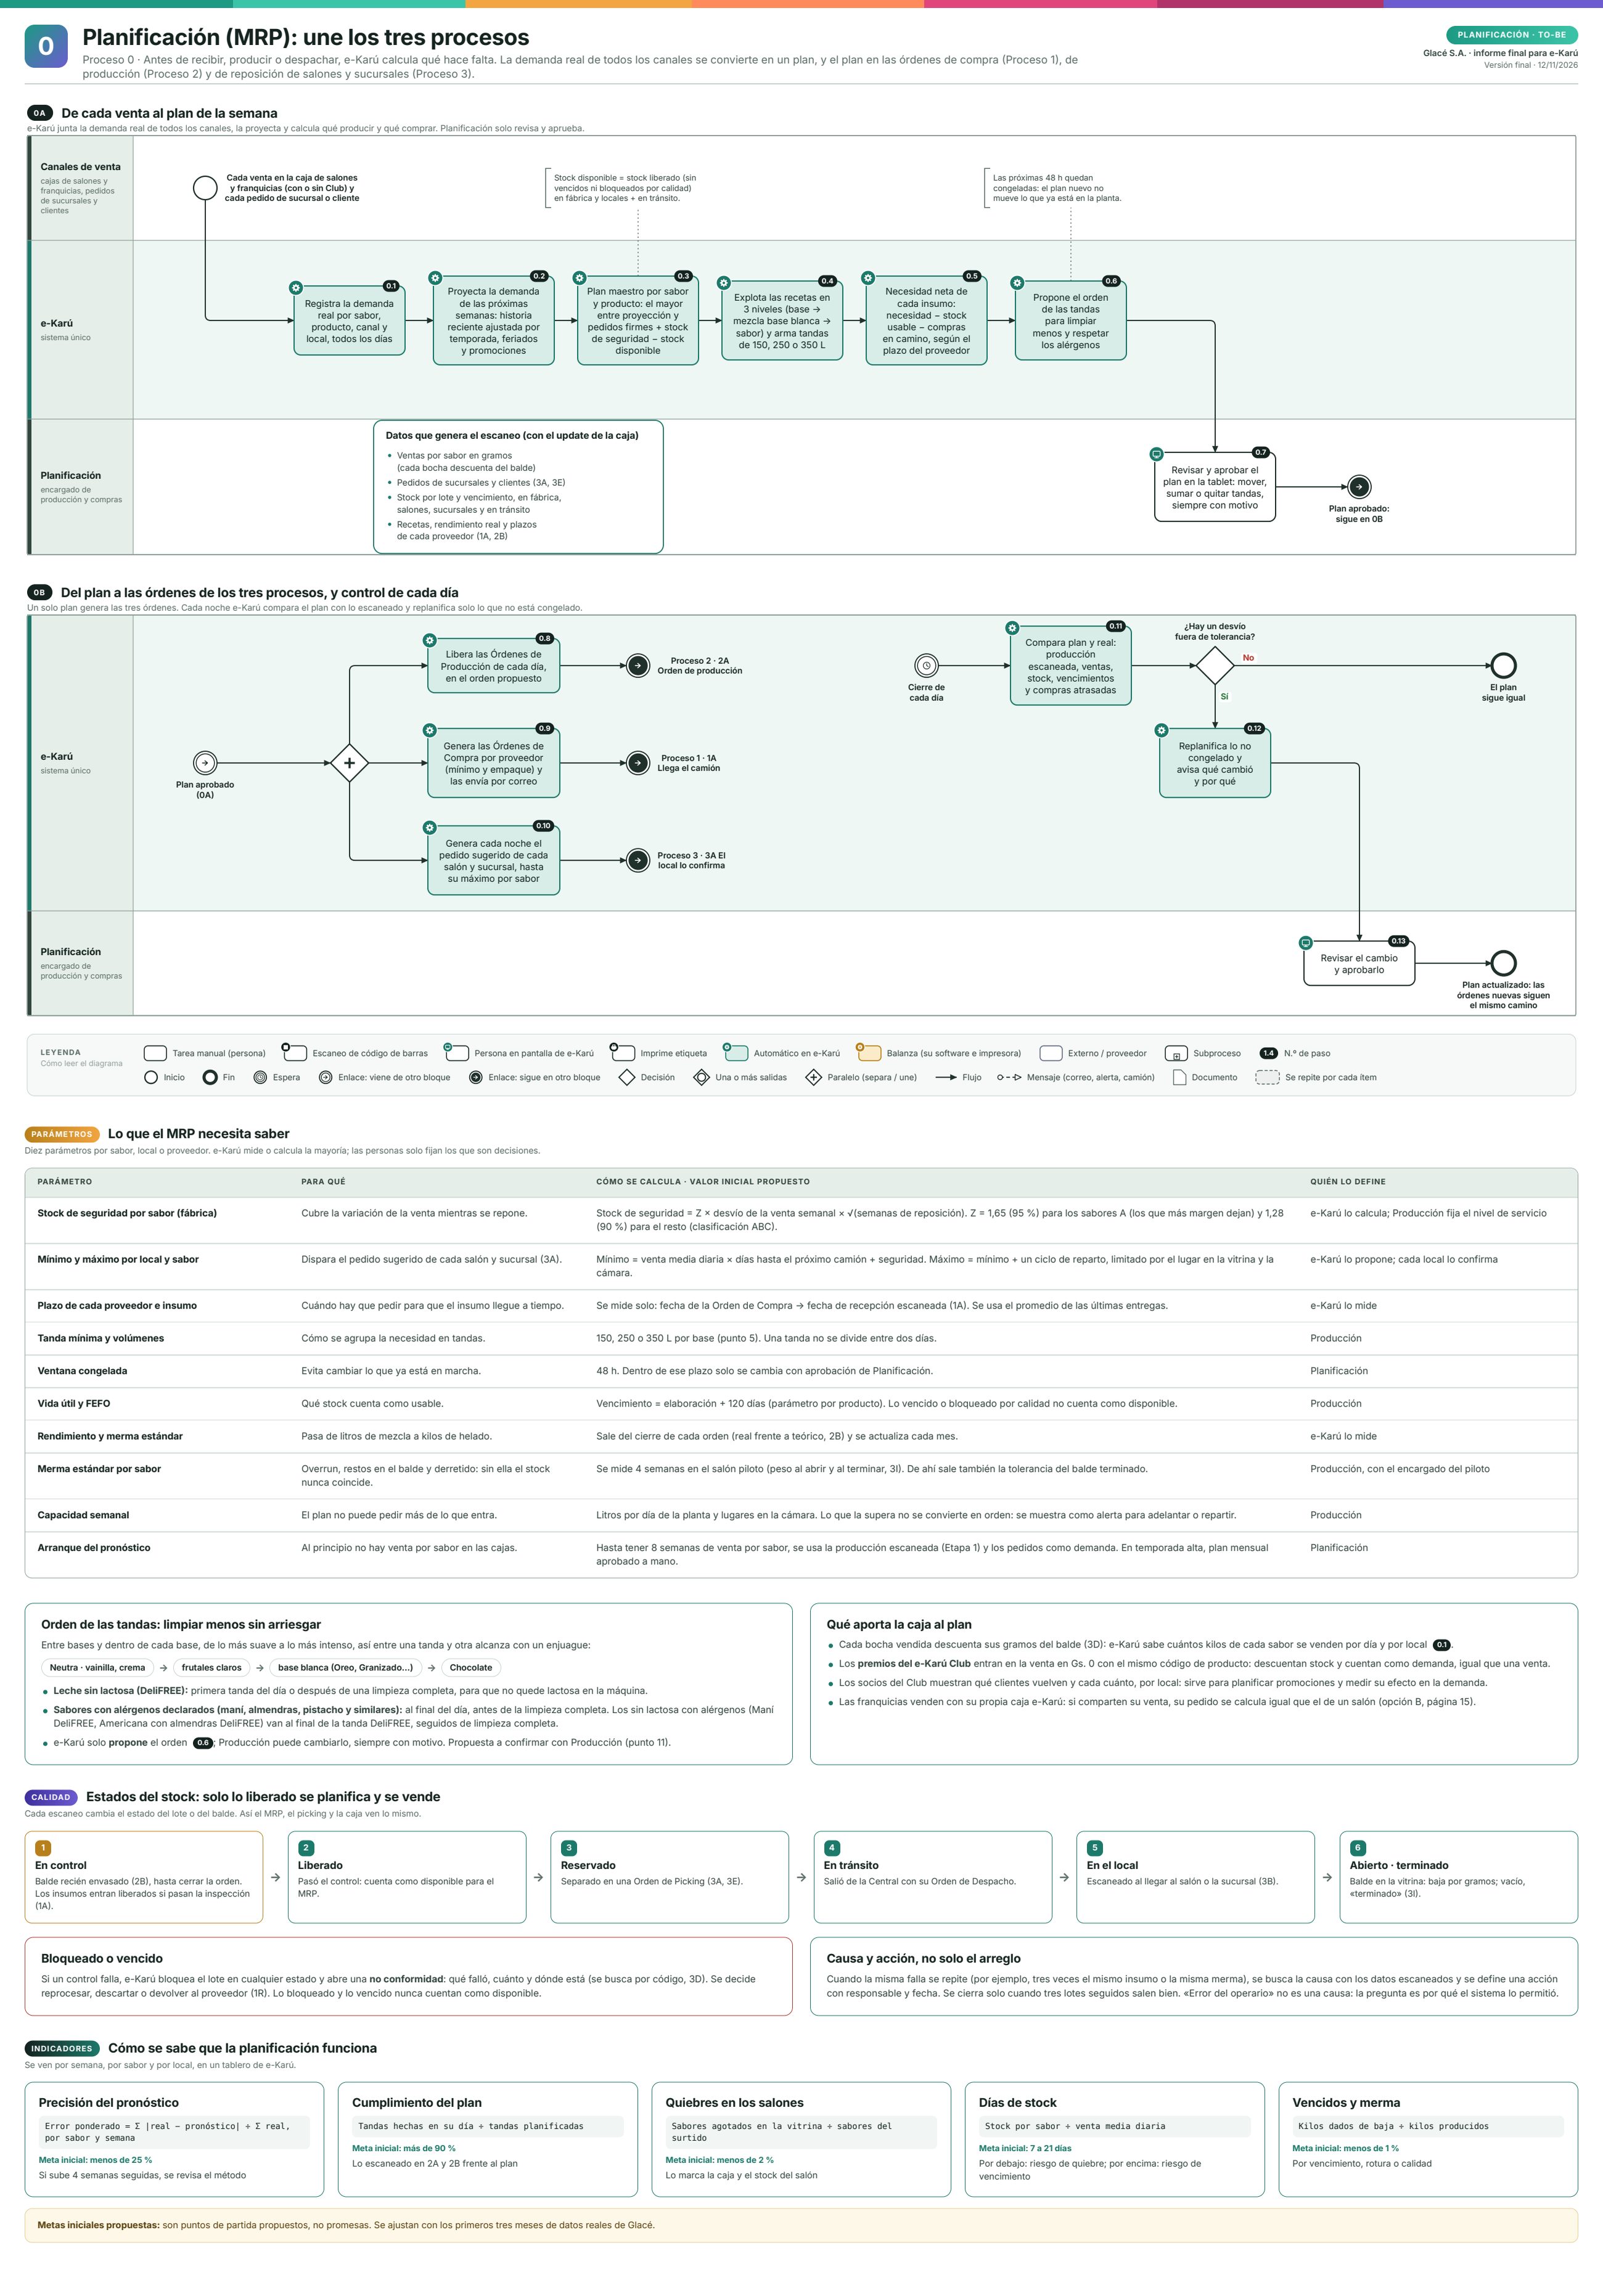 0
Planificación (MRP): une los tres procesos
Proceso 0 · Antes de recibir, producir o despachar, e-Karú calcula qué hace falta. La demanda real de todos los canales se convierte en un plan, y el plan en las órdenes de compra (Proceso 1), de
producción (Proceso 2) y de reposición de salones y sucursales (Proceso 3).
PLANIFICACIÓN · TO-BE
Glacé S.A. · informe final para e-Karú
Versión final · 12/11/2026
0A De cada venta al plan de la semana
e-Karú junta la demanda real de todos los canales, la proyecta y calcula qué producir y qué comprar. Planificación solo revisa y aprueba.
Canales de venta
cajas de salones y
franquicias, pedidos
de sucursales y
clientes
Cada venta en la caja de salones
y franquicias (con o sin Club) y
cada pedido de sucursal o cliente
Stock disponible = stock liberado (sin
vencidos ni bloqueados por calidad)
en fábrica y locales + en tránsito.
Las próximas 48 h quedan
congeladas: el plan nuevo no
mueve lo que ya está en la planta.
e-Karú
sistema único
0.1
Registra la demanda
real por sabor,
producto, canal y
local, todos los días
0.2
Proyecta la demanda
de las próximas
semanas: historia
reciente ajustada por
temporada, feriados
y promociones
0.3
Plan maestro por sabor
y producto: el mayor
entre proyección y
pedidos firmes + stock
de seguridad − stock
disponible
0.4
Explota las recetas en
3 niveles (base →
mezcla base blanca →
sabor) y arma tandas
de 150, 250 o 350 L
0.5
Necesidad neta de
cada insumo:
necesidad − stock
usable − compras
en camino, según el
plazo del proveedor
0.6
Propone el orden
de las tandas
para limpiar
menos y respetar
los alérgenos
Planificación
encargado de
producción y compras
Datos que genera el escaneo (con el update de la caja)
• Ventas por sabor en gramos
(cada bocha descuenta del balde)
• Pedidos de sucursales y clientes (3A, 3E)
• Stock por lote y vencimiento, en fábrica,
salones, sucursales y en tránsito
• Recetas, rendimiento real y plazos
de cada proveedor (1A, 2B)
0.7
Revisar y aprobar el
plan en la tablet: mover,
sumar o quitar tandas,
siempre con motivo
Plan aprobado:
sigue en 0B
0B Del plan a las órdenes de los tres procesos, y control de cada día
Un solo plan genera las tres órdenes. Cada noche e-Karú compara el plan con lo escaneado y replanifica solo lo que no está congelado.
e-Karú
sistema único
Plan aprobado
(0A)
0.8
Libera las Órdenes de
Producción de cada día,
en el orden propuesto
Proceso 2 · 2A
Orden de producción
0.9
Genera las Órdenes de
Compra por proveedor
(mínimo y empaque) y
las envía por correo
Proceso 1 · 1A
Llega el camión
0.10
Genera cada noche el
pedido sugerido de cada
salón y sucursal, hasta
su máximo por sabor
Proceso 3 · 3A El
local lo confirma
Cierre de
cada día
0.11
Compara plan y real:
producción
escaneada, ventas,
stock, vencimientos
y compras atrasadas
¿Hay un desvío
fuera de tolerancia?
No
Sí
El plan
sigue igual
0.12
Replanifica lo no
congelado y
avisa qué cambió
y por qué
Planificación
encargado de
producción y compras
0.13
Revisar el cambio
y aprobarlo
Plan actualizado: las
órdenes nuevas siguen
el mismo camino
LEYENDA
Cómo leer el diagrama
Tarea manual (persona) Escaneo de código de barras Persona en pantalla de e-Karú Imprime etiqueta Automático en e-Karú Balanza (su software e impresora) Externo / proveedor Subproceso 1.4 N.º de paso
Inicio Fin Espera Enlace: viene de otro bloque Enlace: sigue en otro bloque Decisión Una o más salidas Paralelo (separa / une) Flujo Mensaje (correo, alerta, camión) Documento Se repite por cada ítem
PARÁMETROS Lo que el MRP necesita saber
Diez parámetros por sabor, local o proveedor. e-Karú mide o calcula la mayoría; las personas solo fijan los que son decisiones.
PARÁMETRO PARA QUÉ CÓMO SE CALCULA · VALOR INICIAL PROPUESTO QUIÉN LO DEFINE
Stock de seguridad por sabor (fábrica) Cubre la variación de la venta mientras se repone. Stock de seguridad = Z × desvío de la venta semanal × √(semanas de reposición). Z = 1,65 (95 %) para los sabores A (los que más margen dejan) y 1,28 e-Karú lo calcula; Producción fija el nivel de servicio
(90 %) para el resto (clasificación ABC).
Mínimo y máximo por local y sabor Dispara el pedido sugerido de cada salón y sucursal (3A). Mínimo = venta media diaria × días hasta el próximo camión + seguridad. Máximo = mínimo + un ciclo de reparto, limitado por el lugar en la vitrina y la e-Karú lo propone; cada local lo confirma
cámara.
Plazo de cada proveedor e insumo Cuándo hay que pedir para que el insumo llegue a tiempo. Se mide solo: fecha de la Orden de Compra → fecha de recepción escaneada (1A). Se usa el promedio de las últimas entregas. e-Karú lo mide
Tanda mínima y volúmenes Cómo se agrupa la necesidad en tandas. 150, 250 o 350 L por base (punto 5). Una tanda no se divide entre dos días. Producción
Ventana congelada Evita cambiar lo que ya está en marcha. 48 h. Dentro de ese plazo solo se cambia con aprobación de Planificación. Planificación
Vida útil y FEFO Qué stock cuenta como usable. Vencimiento = elaboración + 120 días (parámetro por producto). Lo vencido o bloqueado por calidad no cuenta como disponible. Producción
Rendimiento y merma estándar Pasa de litros de mezcla a kilos de helado. Sale del cierre de cada orden (real frente a teórico, 2B) y se actualiza cada mes. e-Karú lo mide
Merma estándar por sabor Overrun, restos en el balde y derretido: sin ella el stock Se mide 4 semanas en el salón piloto (peso al abrir y al terminar, 3I). De ahí sale también la tolerancia del balde terminado. Producción, con el encargado del piloto
nunca coincide.
Capacidad semanal El plan no puede pedir más de lo que entra. Litros por día de la planta y lugares en la cámara. Lo que la supera no se convierte en orden: se muestra como alerta para adelantar o repartir. Producción
Arranque del pronóstico Al principio no hay venta por sabor en las cajas. Hasta tener 8 semanas de venta por sabor, se usa la producción escaneada (Etapa 1) y los pedidos como demanda. En temporada alta, plan mensual Planificación
aprobado a mano.
Orden de las tandas: limpiar menos sin arriesgar
Entre bases y dentro de cada base, de lo más suave a lo más intenso, así entre una tanda y otra alcanza con un enjuague:
Neutra · vainilla, crema → frutales claros → base blanca (Oreo, Granizado...) → Chocolate
• Leche sin lactosa (DeliFREE): primera tanda del día o después de una limpieza completa, para que no quede lactosa en la máquina.
• Sabores con alérgenos declarados (maní, almendras, pistacho y similares): al final del día, antes de la limpieza completa. Los sin lactosa con alérgenos (Maní
DeliFREE, Americana con almendras DeliFREE) van al final de la tanda DeliFREE, seguidos de limpieza completa.
• e-Karú solo propone el orden 0.6; Producción puede cambiarlo, siempre con motivo. Propuesta a confirmar con Producción (punto 11).
Qué aporta la caja al plan
• Cada bocha vendida descuenta sus gramos del balde (3D): e-Karú sabe cuántos kilos de cada sabor se venden por día y por local 0.1.
• Los premios del e-Karú Club entran en la venta en Gs. 0 con el mismo código de producto: descuentan stock y cuentan como demanda, igual que una venta.
• Los socios del Club muestran qué clientes vuelven y cada cuánto, por local: sirve para planificar promociones y medir su efecto en la demanda.
• Las franquicias venden con su propia caja e-Karú: si comparten su venta, su pedido se calcula igual que el de un salón (opción B, página 15).
CALIDAD Estados del stock: solo lo liberado se planifica y se vende
Cada escaneo cambia el estado del lote o del balde. Así el MRP, el picking y la caja ven lo mismo.
1
En control
Balde recién envasado (2B), hasta cerrar la orden.
Los insumos entran liberados si pasan la inspección
(1A).
→
2
Liberado
Pasó el control: cuenta como disponible para el
MRP.
→
3
Reservado
Separado en una Orden de Picking (3A, 3E).
→
4
En tránsito
Salió de la Central con su Orden de Despacho.
→
5
En el local
Escaneado al llegar al salón o la sucursal (3B).
→
6
Abierto · terminado
Balde en la vitrina: baja por gramos; vacío,
«terminado» (3I).
Bloqueado o vencido
Si un control falla, e-Karú bloquea el lote en cualquier estado y abre una no conformidad: qué falló, cuánto y dónde está (se busca por código, 3D). Se decide
reprocesar, descartar o devolver al proveedor (1R). Lo bloqueado y lo vencido nunca cuentan como disponible.
Causa y acción, no solo el arreglo
Cuando la misma falla se repite (por ejemplo, tres veces el mismo insumo o la misma merma), se busca la causa con los datos escaneados y se define una acción
con responsable y fecha. Se cierra solo cuando tres lotes seguidos salen bien. «Error del operario» no es una causa: la pregunta es por qué el sistema lo permitió.
INDICADORES Cómo se sabe que la planificación funciona
Se ven por semana, por sabor y por local, en un tablero de e-Karú.
Precisión del pronóstico
Error ponderado = Σ |real − pronóstico| ÷ Σ real,
por sabor y semana
Meta inicial: menos de 25 %
Si sube 4 semanas seguidas, se revisa el método
Cumplimiento del plan
Tandas hechas en su día ÷ tandas planificadas
Meta inicial: más de 90 %
Lo escaneado en 2A y 2B frente al plan
Quiebres en los salones
Sabores agotados en la vitrina ÷ sabores del
surtido
Meta inicial: menos de 2 %
Lo marca la caja y el stock del salón
Días de stock
Stock por sabor ÷ venta media diaria
Meta inicial: 7 a 21 días
Por debajo: riesgo de quiebre; por encima: riesgo de
vencimiento
Vencidos y merma
Kilos dados de baja ÷ kilos producidos
Meta inicial: menos de 1 %
Por vencimiento, rotura o calidad
Metas iniciales propuestas: son puntos de partida propuestos, no promesas. Se ajustan con los primeros tres meses de datos reales de Glacé.